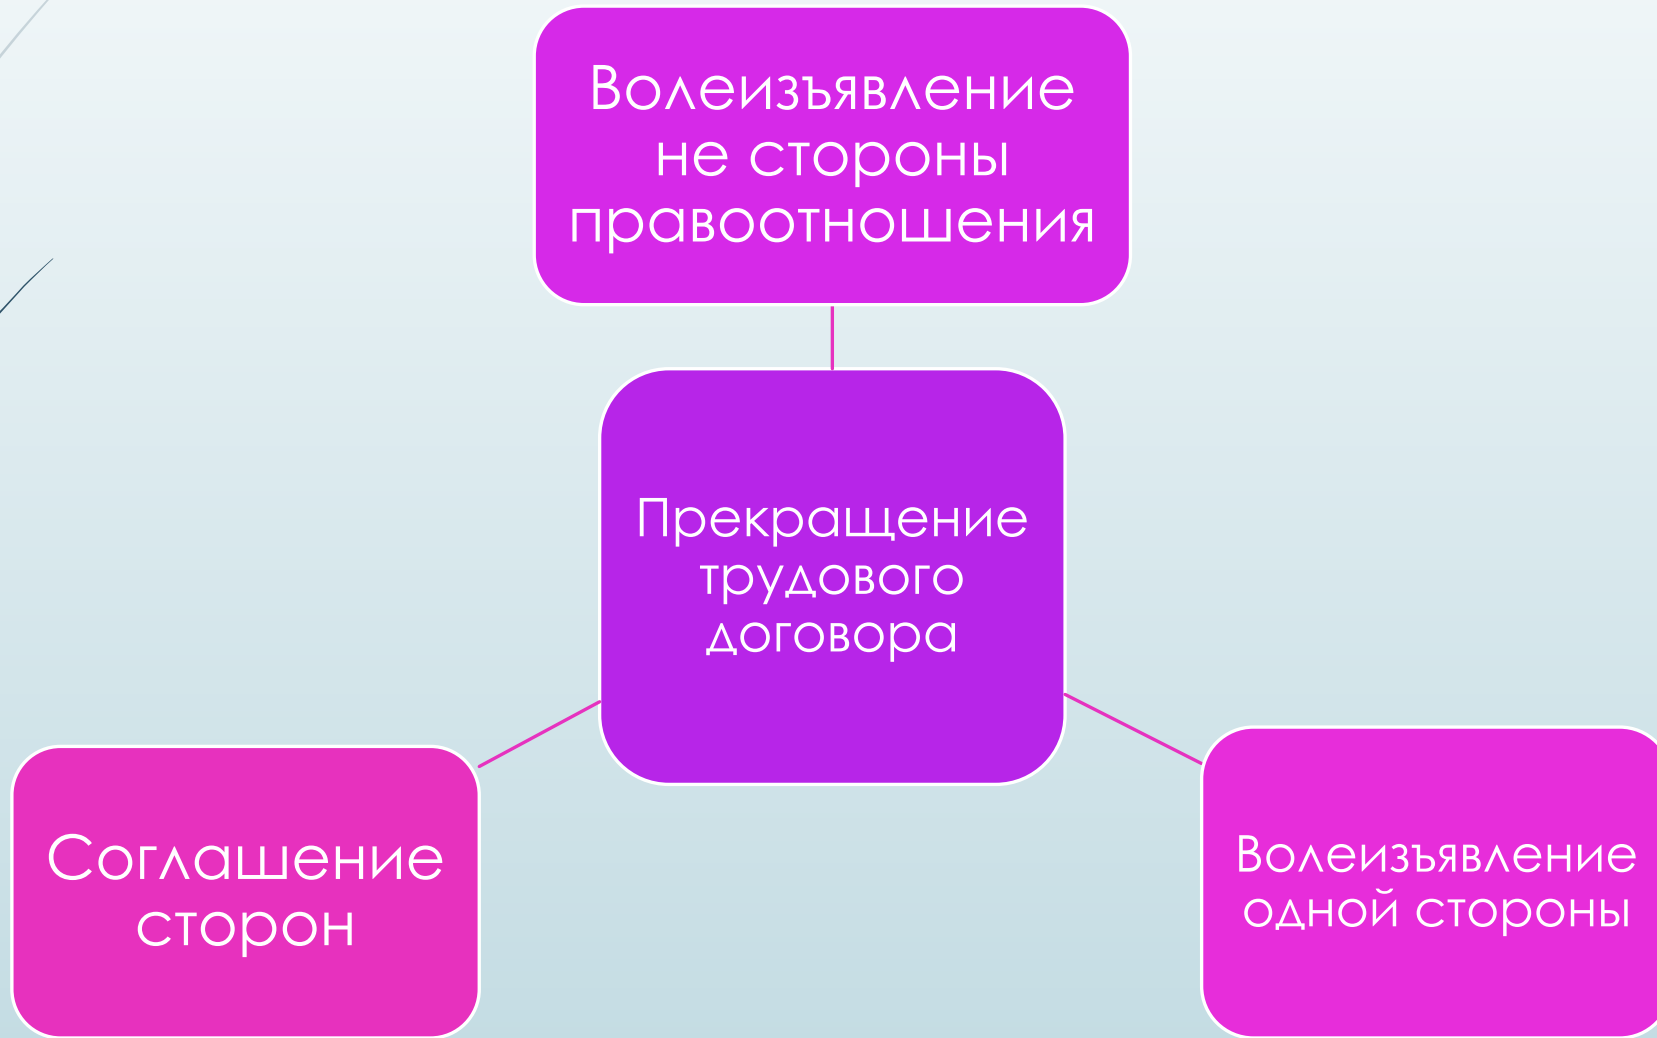 Волеизъявление
не стороны
правоотношения
Прекращение
трудового
договора
Соглашение
сторон
Волеизъявление
одной стороны